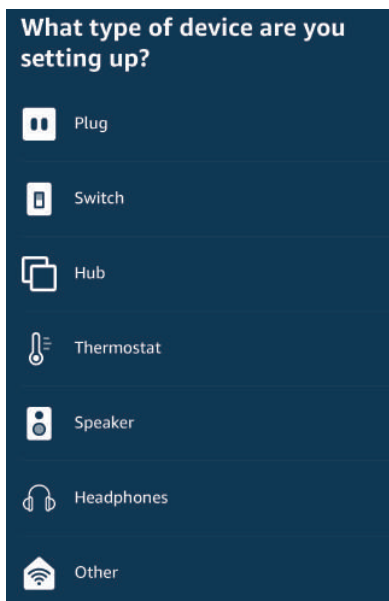 What type of device are you
setting up?
Plug
Switch
Hub
Thermostat
Speaker
Headphones
Other